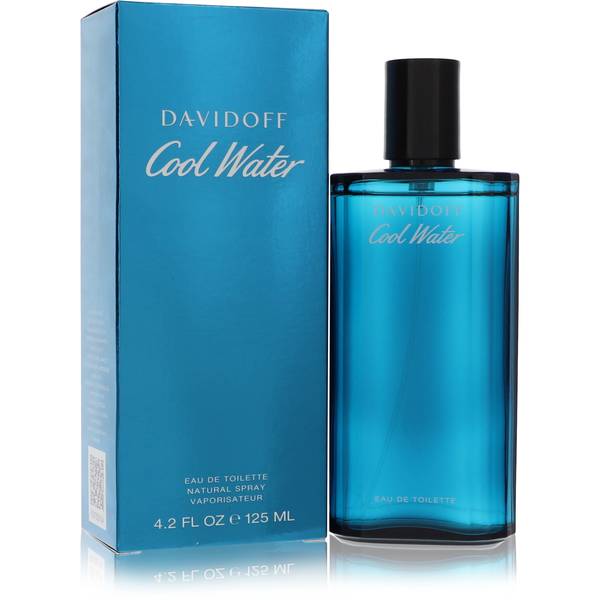 DAVIDOFF
Cool Water
EAU DE TOILETTE
NATURAL SPRAY
VAPORISATEUR
4.2 FL OZ ℮ 125 ML
DAVIDOFF
Cool Water
EAU DE TOILETTE